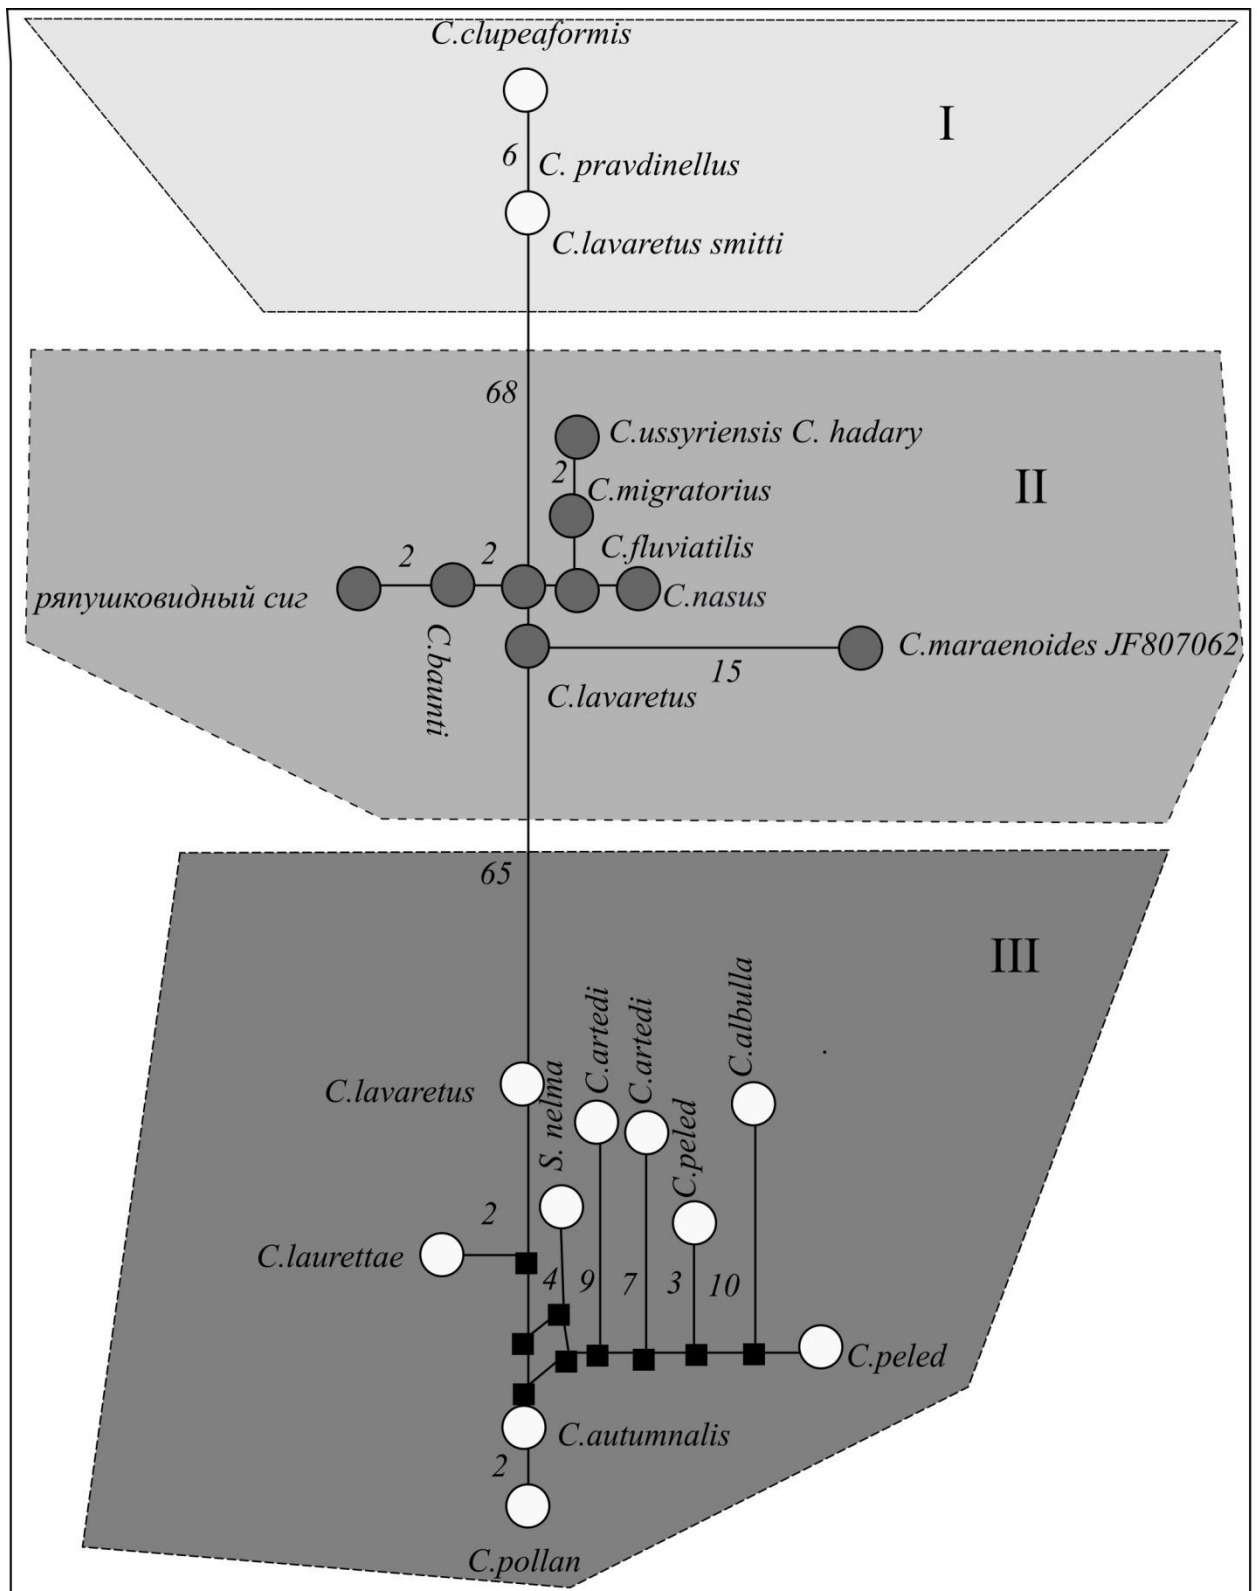 C.clupeaformis
I
6
C. pravdinellus
C.lavaretus smitti
68
C.ussyriensis C. hadary
II
2
C.migratorius
C.fluviatilis
2
2
ряпушковидный сиг
C.nasus
C.baunti
C.maraenoides JF807062
15
C.lavaretus
65
III
C.lavaretus
S. nelma
C.artedi
C.artedi
C.peled
C.albulla
2
C.laurettae
4
9
7
3
10
C.peled
C.autumnalis
2
C.pollan